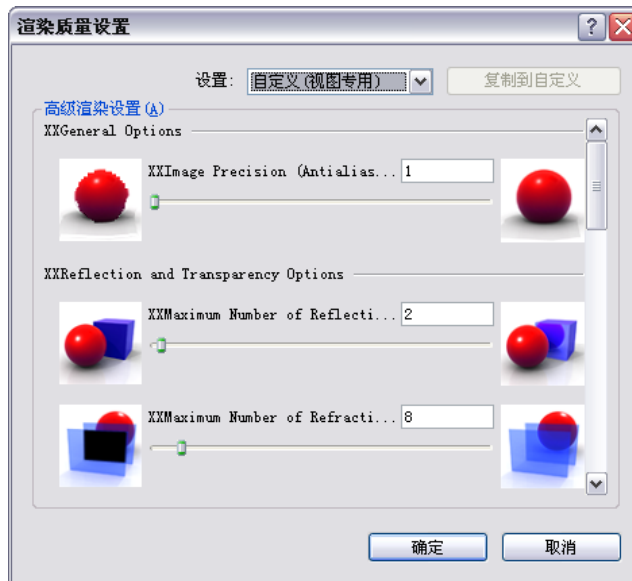 渲染质量设置
设置: 自定义(视图专用) 复制到自定义
高级渲染设置(A)
XXGeneral Options
XXImage Precision (Antialias... 1
XXReflection and Transparency Options
XXMaximum Number of Reflecti... 2
XXMaximum Number of Refracti... 8
确定 取消